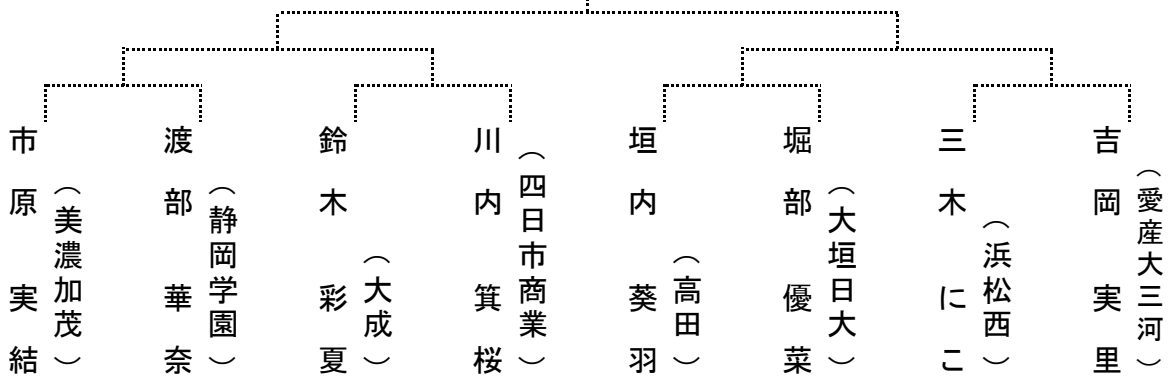 市原実結
（美濃加茂）
渡部華奈
（静岡学園）
鈴木彩夏
（大成）
川内箕桜
（四日市商業）
垣内葵羽
（高田）
堀部優菜
（大垣日大）
三木にこ
（浜松西）
吉岡実里
（愛産大三河）